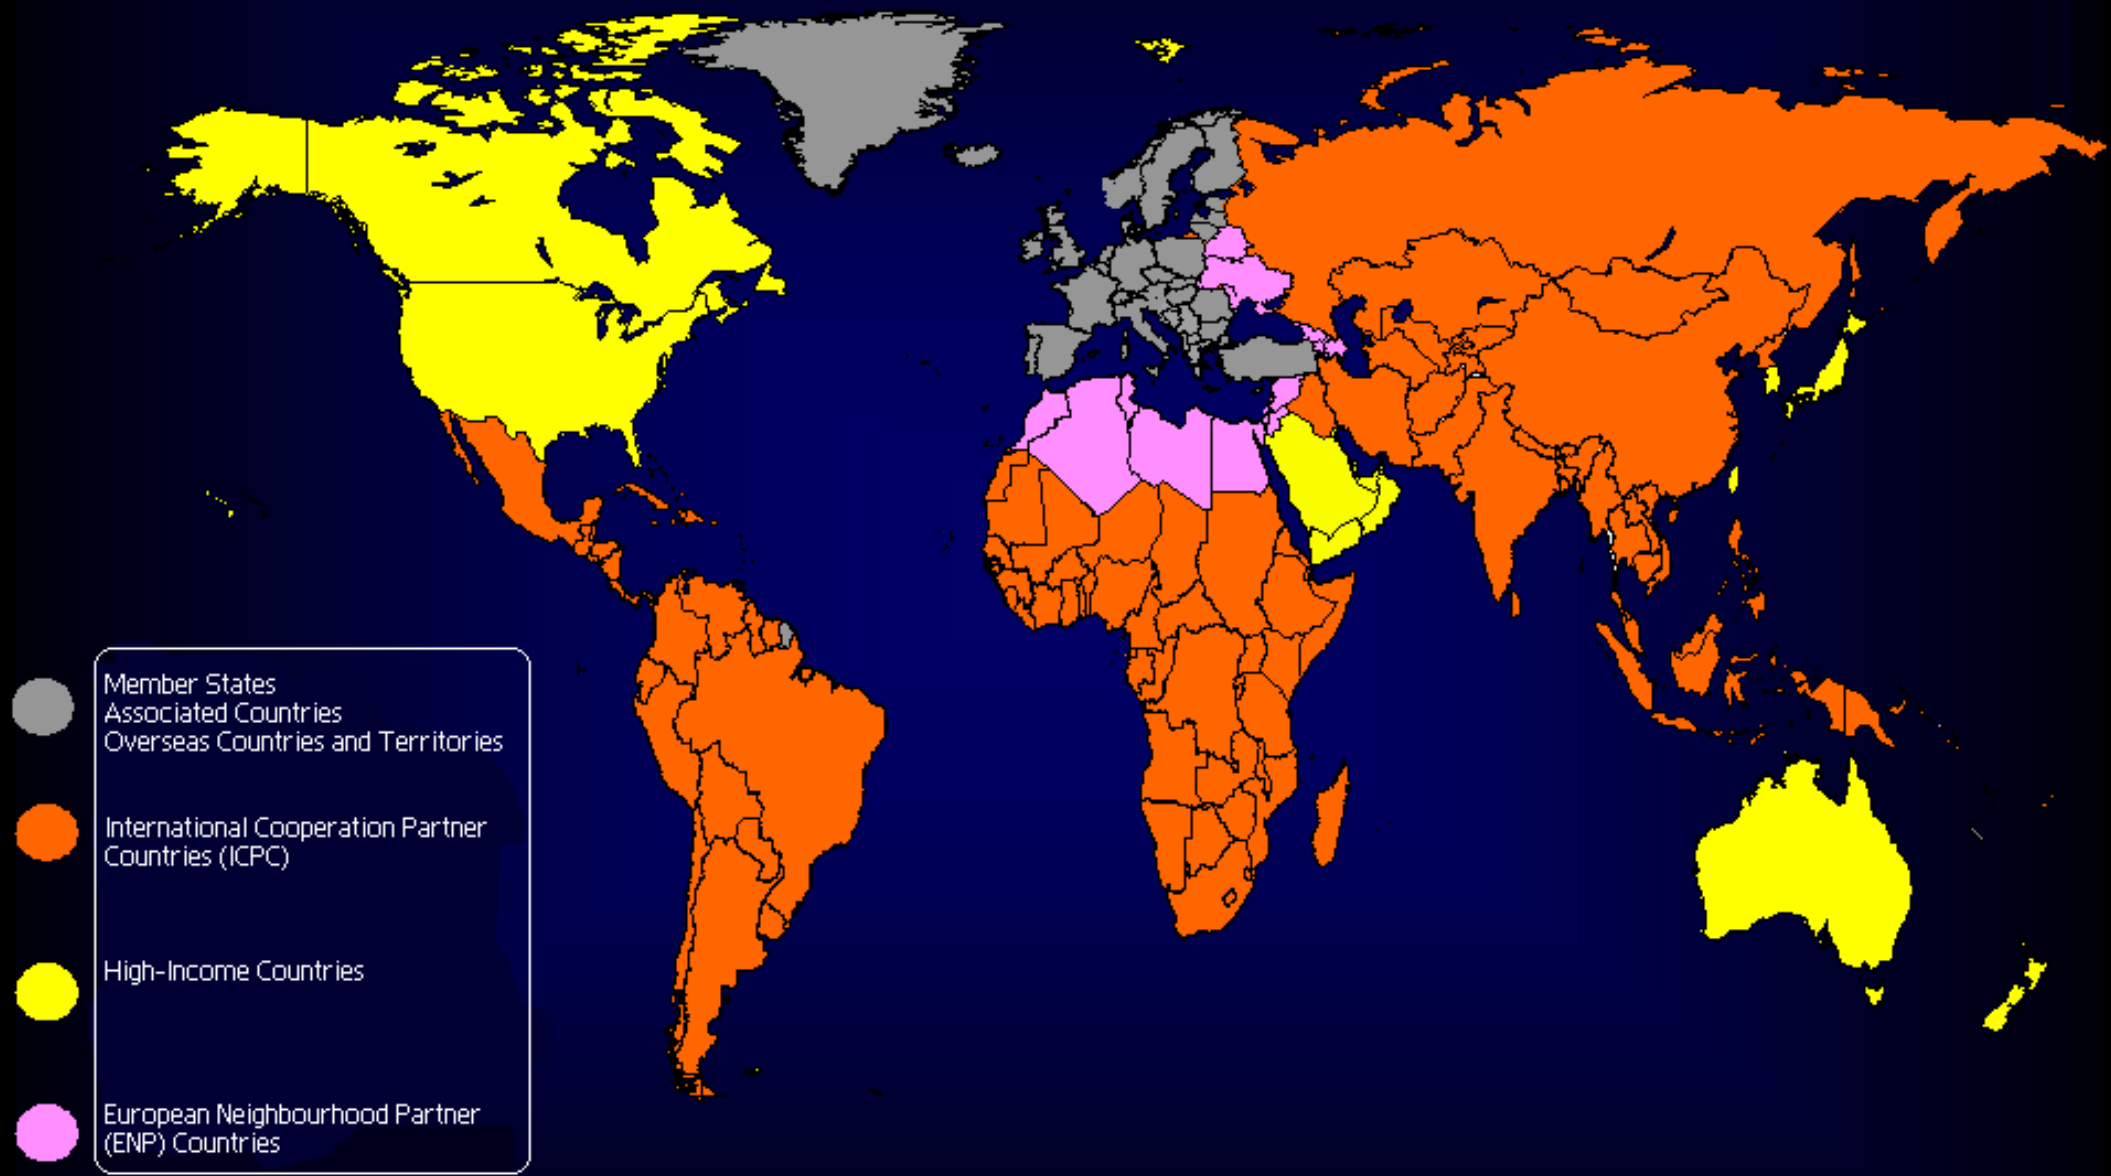 Member States
Associated Countries
Overseas Countries and Territories
International Cooperation Partner
Countries (ICPC)
High-Income Countries
European Neighbourhood Partner
(ENP) Countries